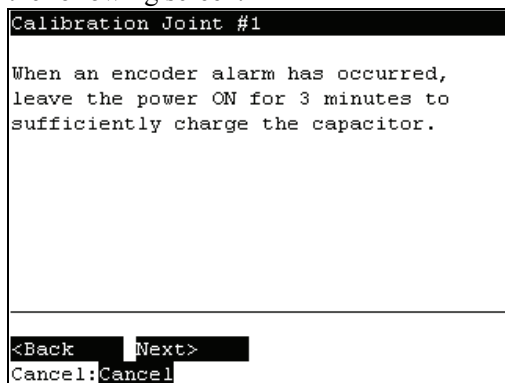 Calibration Joint #1
When an encoder alarm has occurred,
leave the power ON for 3 minutes to
sufficiently charge the capacitor.
<Back Next>
Cancel:Cancel